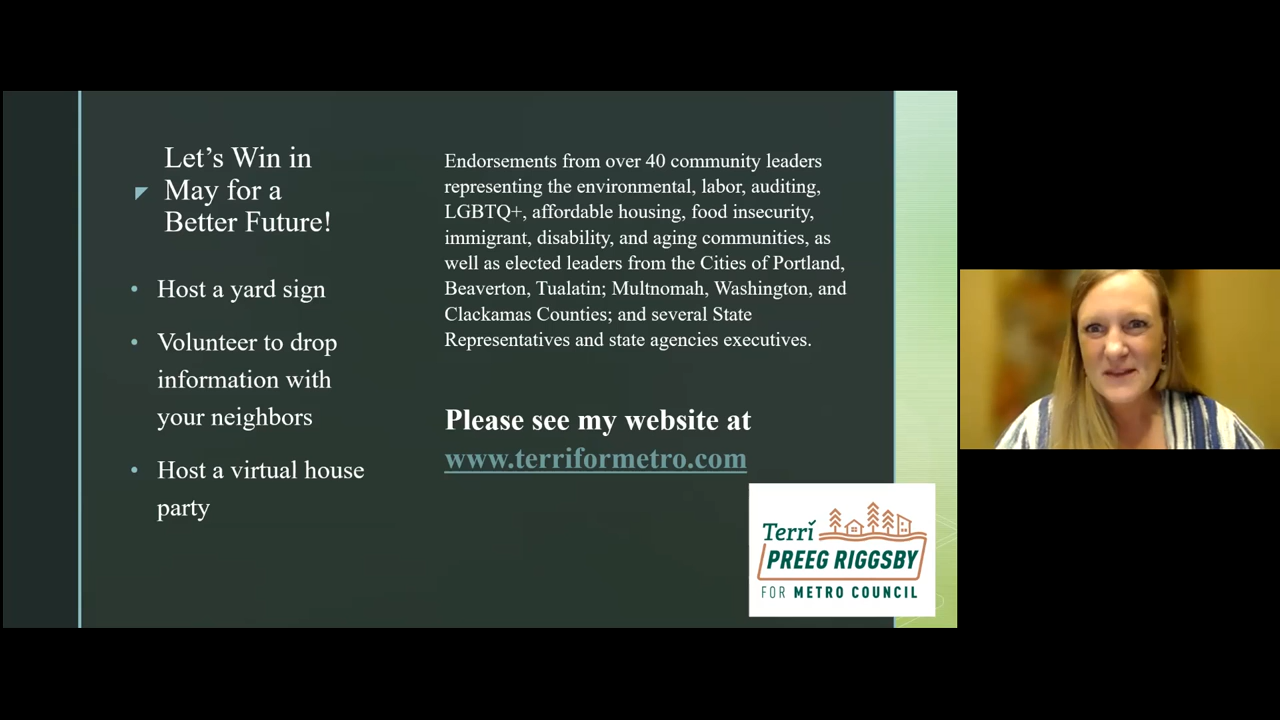 Let's Win in
May for a
Better Future!
• Host a yard sign
• Volunteer to drop
information with
your neighbors
• Host a virtual house
party
Endorsements from over 40 community leaders
representing the environmental, labor, auditing,
LGBTQ+, affordable housing, food insecurity,
immigrant, disability, and aging communities, as
well as elected leaders from the Cities of Portland,
Beaverton, Tualatin; Multnomah, Washington, and
Clackamas Counties; and several State
Representatives and state agencies executives.
Please see my website at
www.terriformetro.com
Terri
PREEG RIGGSBY
FOR METRO COUNCIL